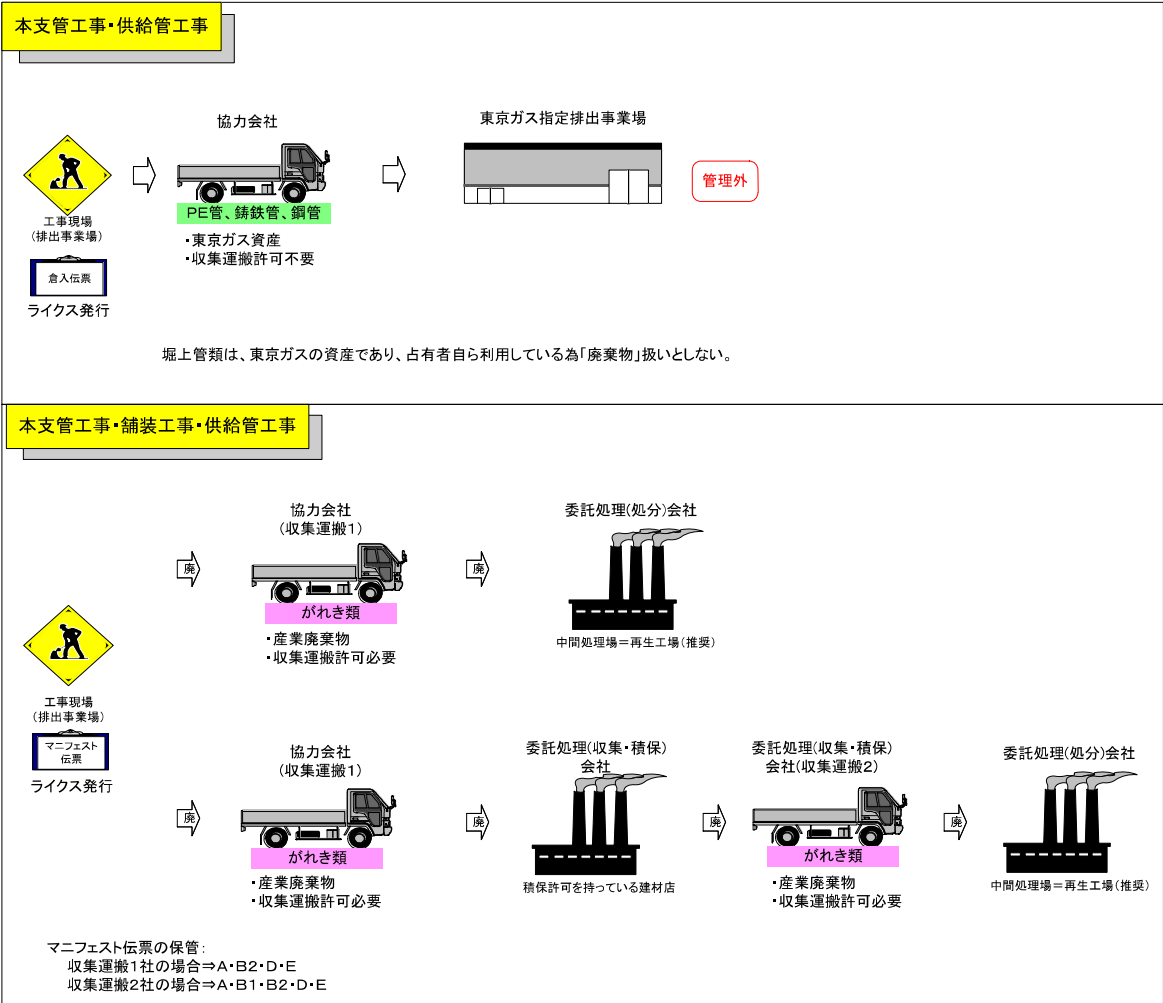 本支管工事・供給管工事
協力会社
東京ガス指定排出事業場
管理外
PE管、鋳鉄管、鋼管
工事現場
(排出事業場)
・東京ガス資産
・収集運搬許可不要
倉入伝票
ライクス発行
堀上管類は、東京ガスの資産であり、占有者自ら利用している為「廃棄物」扱いとしない。
本支管工事・舗装工事・供給管工事
協力会社
(収集運搬1)
委託処理(処分)会社
廃
廃
がれき類
・産業廃棄物
・収集運搬許可必要
中間処理場=再生工場(推奨)
工事現場
(排出事業場)
マニフェスト
伝票
ライクス発行
協力会社
(収集運搬1)
委託処理(収集・積保)
会社
委託処理(収集・積保)
会社(収集運搬2)
委託処理(処分)会社
廃
廃
廃
廃
がれき類
・産業廃棄物
・収集運搬許可必要
積保許可を持っている建材店
がれき類
・産業廃棄物
・収集運搬許可必要
中間処理場=再生工場(推奨)
マニフェスト伝票の保管:
収集運搬1社の場合⇒A・B2・D・E
収集運搬2社の場合⇒A・B1・B2・D・E